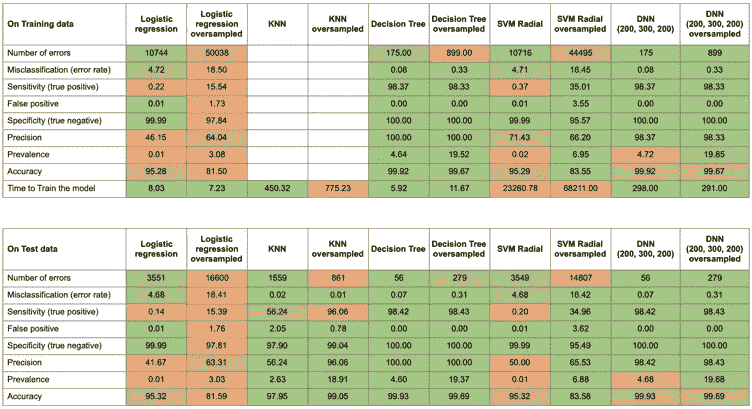 On Training data | Logistic regression | Logistic regression oversampled | KNN | KNN oversampled | Decision Tree | Decision Tree oversampled | SVM Radial | SVM Radial oversampled | DNN (200, 300, 200) | DNN (200, 300, 200) oversampled
Number of errors | 10744 | 50038 | | | 175.00 | 899.00 | 10716 | 44495 | 175 | 899
Misclassification (error rate) | 4.72 | 18.50 | | | 0.08 | 0.33 | 4.71 | 16.45 | 0.08 | 0.33
Sensitivity (true positive) | 0.22 | 15.54 | | | 98.37 | 98.33 | 0.37 | 35.01 | 98.37 | 98.33
False positive | 0.01 | 1.73 | | | 0.00 | 0.00 | 0.01 | 3.55 | 0.00 | 0.00
Specificity (true negative) | 99.99 | 97.84 | | | 100.00 | 100.00 | 99.99 | 95.57 | 100.00 | 100.00
Precision | 46.15 | 64.04 | | | 100.00 | 100.00 | 71.43 | 66.20 | 98.37 | 98.33
Prevalence | 0.01 | 3.08 | | | 4.64 | 19.52 | 0.02 | 6.95 | 4.72 | 19.85
Accuracy | 95.28 | 81.50 | | | 99.92 | 99.67 | 95.29 | 83.55 | 99.92 | 99.67
Time to Train the model | 8.03 | 7.23 | 450.32 | 775.23 | 5.92 | 11.67 | 23280.78 | 68211.00 | 298.00 | 291.00
On Test data | Logistic regression | Logistic regression oversampled | KNN | KNN oversampled | Decision Tree | Decision Tree oversampled | SVM Radial | SVM Radial oversampled | DNN (200, 300, 200) | DNN (200, 300, 200) oversampled
Number of errors | 3551 | 16600 | 1559 | 861 | 56 | 279 | 3549 | 14807 | 56 | 279
Misclassification (error rate) | 4.68 | 18.41 | 0.02 | 0.01 | 0.07 | 0.31 | 4.68 | 16.42 | 0.07 | 0.31
Sensitivity (true positive) | 0.14 | 15.39 | 56.24 | 96.06 | 98.42 | 98.43 | 0.20 | 34.96 | 98.42 | 98.43
False positive | 0.01 | 1.76 | 2.05 | 0.78 | 0.00 | 0.00 | 0.01 | 3.62 | 0.00 | 0.00
Specificity (true negative) | 99.99 | 97.81 | 97.90 | 99.04 | 100.00 | 100.00 | 99.99 | 95.49 | 100.00 | 100.00
Precision | 41.67 | 63.31 | 56.24 | 96.06 | 100.00 | 100.00 | 50.00 | 65.53 | 98.42 | 98.43
Prevalence | 0.01 | 3.03 | 2.63 | 18.91 | 4.60 | 19.37 | 0.01 | 6.88 | 4.68 | 19.68
Accuracy | 95.32 | 81.59 | 97.95 | 99.05 | 99.93 | 99.69 | 95.32 | 83.58 | 99.93 | 99.69